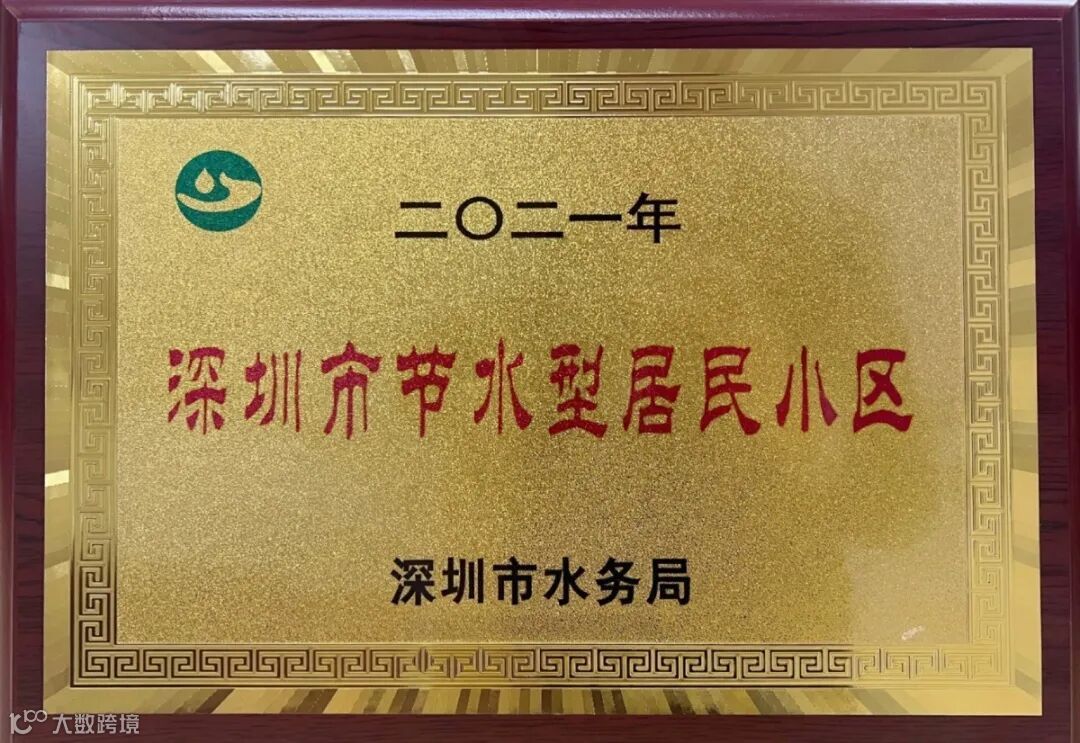 二〇二一年
深圳市节水型居民小区
深圳市水务局
大数跨境